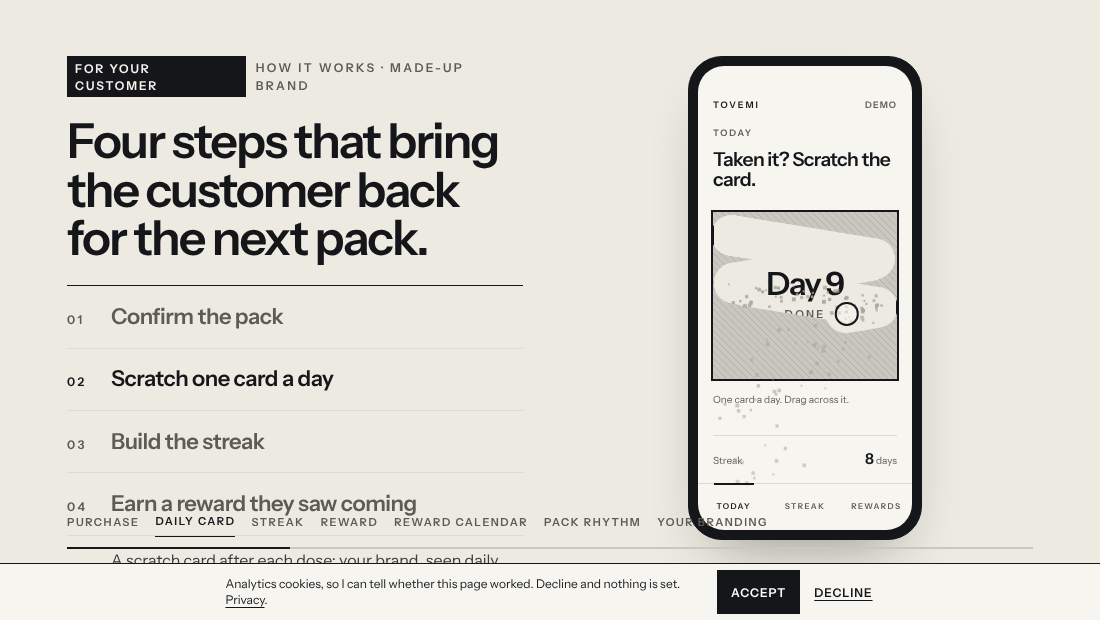 FOR YOUR
CUSTOMER
HOW IT WORKS · MADE-UP
BRAND
Four steps that bring
the customer back
for the next pack.
01 Confirm the pack
02 Scratch one card a day
03 Build the streak
04 Earn a reward they saw coming
PURCHASE DAILY CARD STREAK REWARD REWARD CALENDAR PACK RHYTHM YOUR BRANDING
A scratch card after each dose: your brand, seen daily.
TOVEMI DEMO
TODAY
Taken it? Scratch the
card.
Day 9
DONE
One card a day. Drag across it.
Streak 8 days
TODAY STREAK REWARDS
Analytics cookies, so I can tell whether this page worked. Decline and nothing is set.
Privacy.
ACCEPT DECLINE